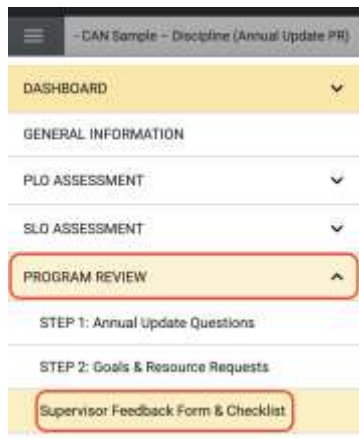 - CAN Sample – Discipline (Annual Update PR)
DASHBOARD
GENERAL INFORMATION
PLO ASSESSMENT
SLO ASSESSMENT
PROGRAM REVIEW
STEP 1: Annual Update Questions
STEP 2: Goals & Resource Requests
Supervisor Feedback Form & Checklist